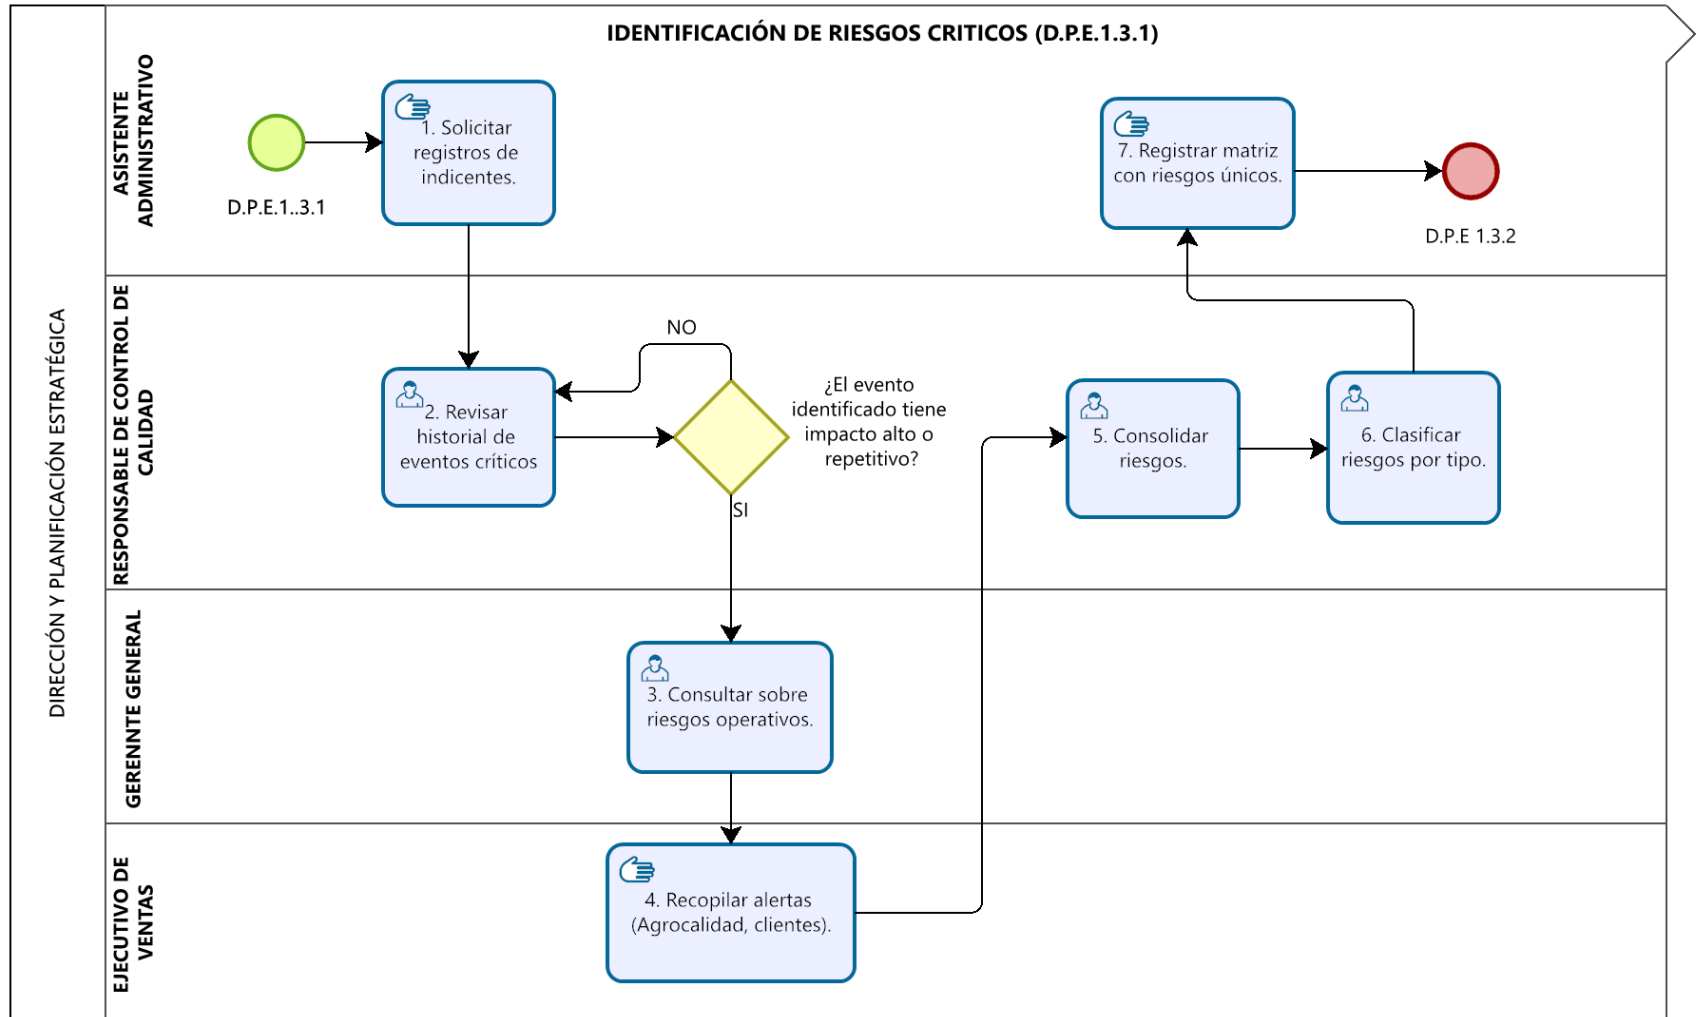 IDENTIFICACIÓN DE RIESGOS CRITICOS (D.P.E.1.3.1)
DIRECCIÓN Y PLANIFICACIÓN ESTRATÉGICA
ASISTENTE
ADMINISTRATIVO
D.P.E.1..3.1
1. Solicitar
registros de
indicentes.
7. Registrar matriz
con riesgos únicos.
D.P.E 1.3.2
RESPONSABLE DE CONTROL DE
CALIDAD
2. Revisar
historial de
eventos críticos
NO
¿El evento
identificado tiene
impacto alto o
repetitivo?
SI
5. Consolidar
riesgos.
6. Clasificar
riesgos por tipo.
GERENNTE GENERAL
3. Consultar sobre
riesgos operativos.
EJECUTIVO DE
VENTAS
4. Recopilar alertas
(Agrocalidad, clientes).